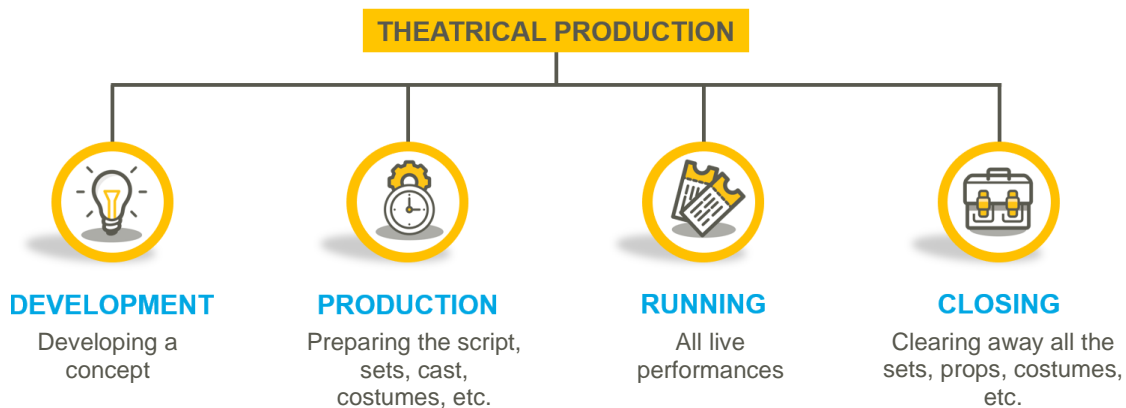 THEATRICAL PRODUCTION
DEVELOPMENT
Developing a
concept
PRODUCTION
Preparing the script,
sets, cast,
costumes, etc.
RUNNING
All live
performances
CLOSING
Clearing away all the
sets, props, costumes,
etc.